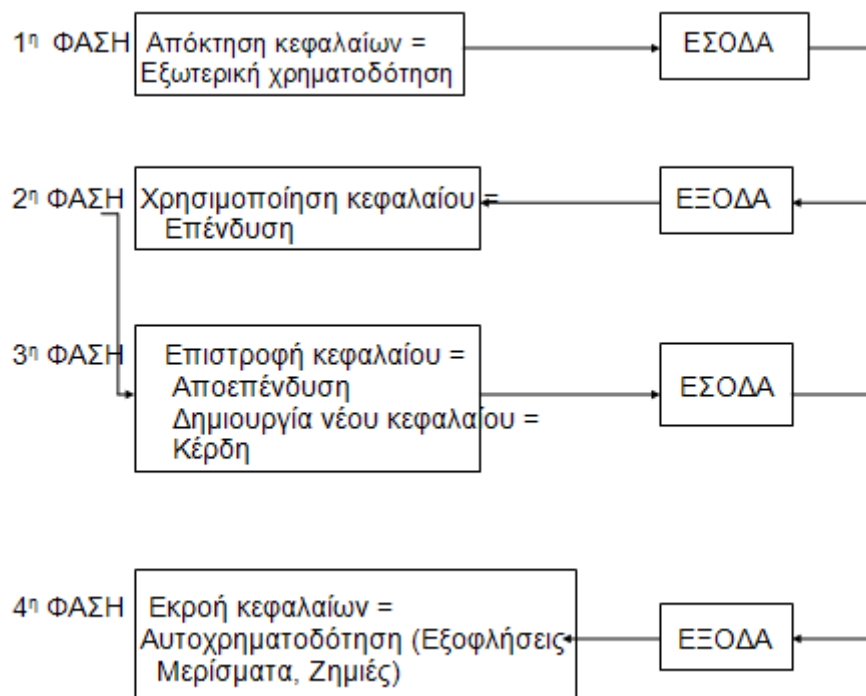 1η ΦΑΣΗ Απόκτηση κεφαλαίων = ΕΣΟΔΑ
Εξωτερική χρηματοδότηση
2η ΦΑΣΗ Χρησιμοποίηση κεφαλαίου = ΕΞΟΔΑ
Επένδυση
3η ΦΑΣΗ Επιστροφή κεφαλαίου = ΕΣΟΔΑ
Αποεπένδυση
Δημιουργία νέου κεφαλαίου =
Κέρδη
4η ΦΑΣΗ Εκροή κεφαλαίων =
Αυτοχρηματοδότηση (Εξοφλήσεις ΕΞΟΔΑ
Μερίσματα, Ζημιές)